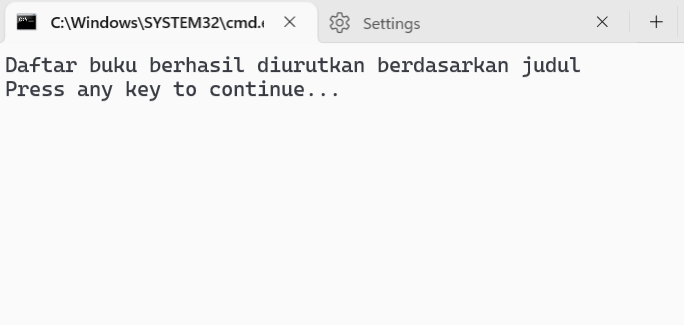 C:\Windows\SYSTEM32\cmd.e
Settings
Daftar buku berhasil diurutkan berdasarkan judul
Press any key to continue...